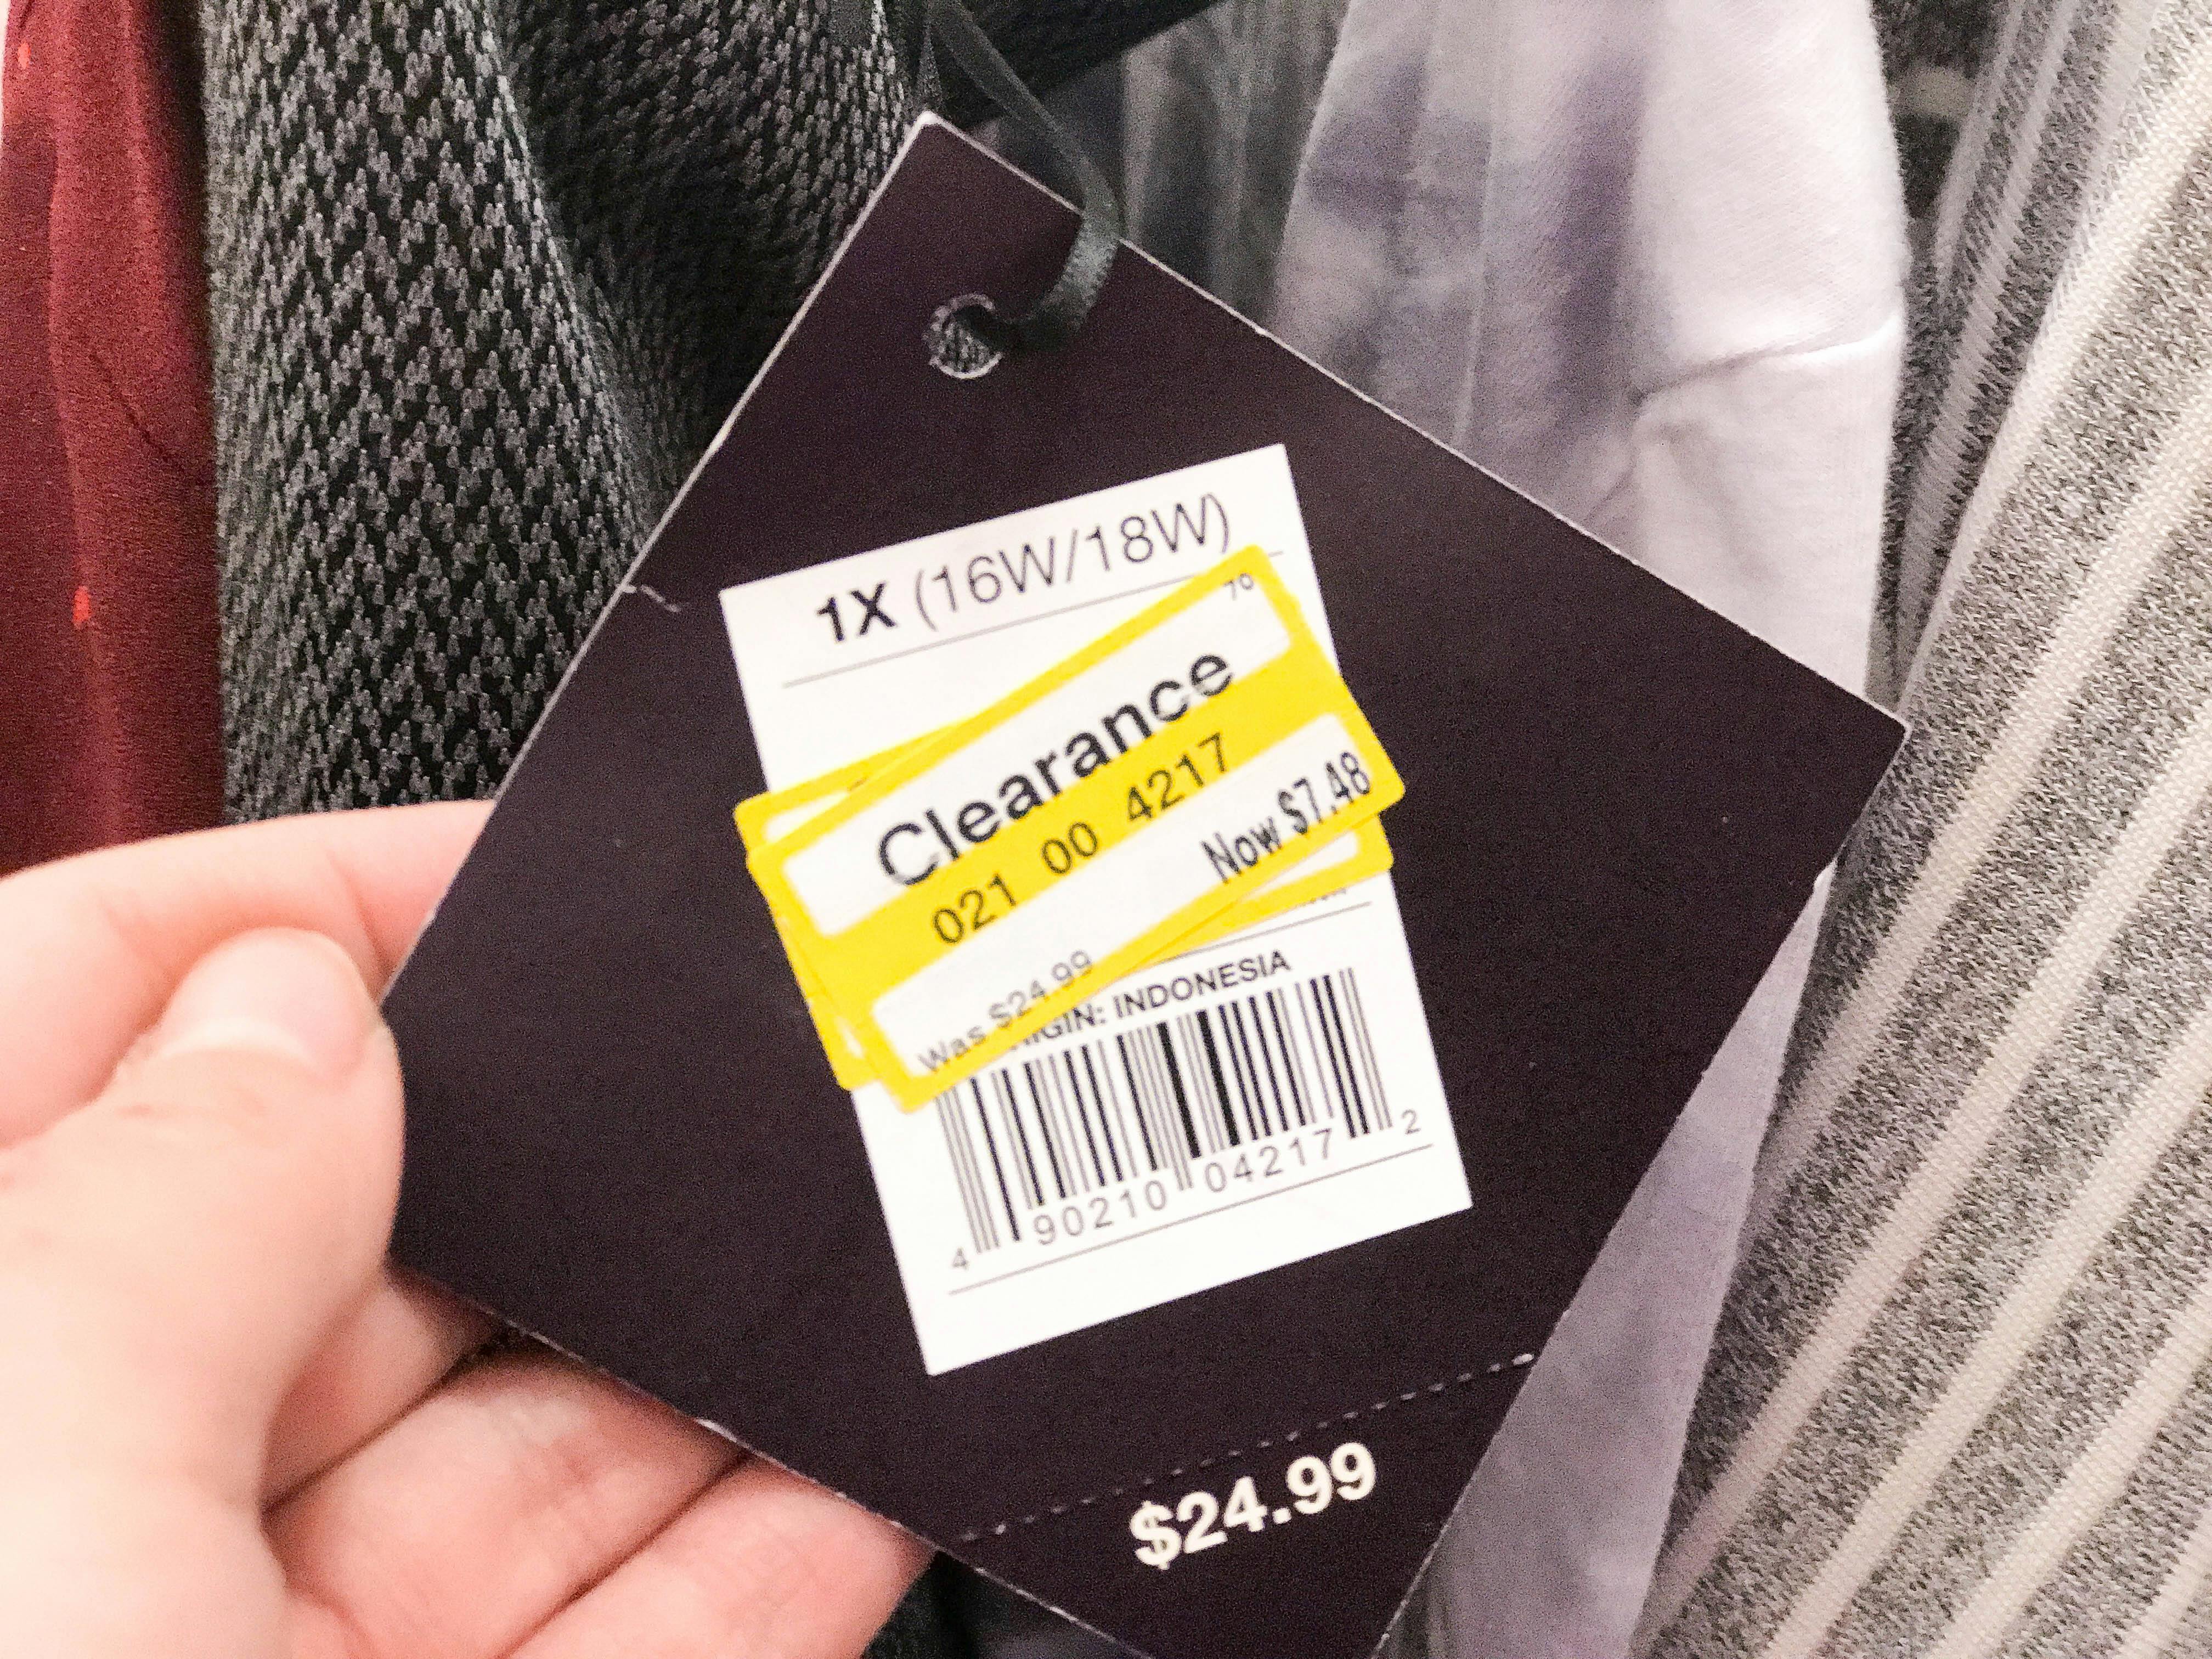 1X (16W/18W)
70
Clearance
021 00 4217
Now $7.48
Was $24.99
INDONESIA
4 90210 04217 2
$24.99